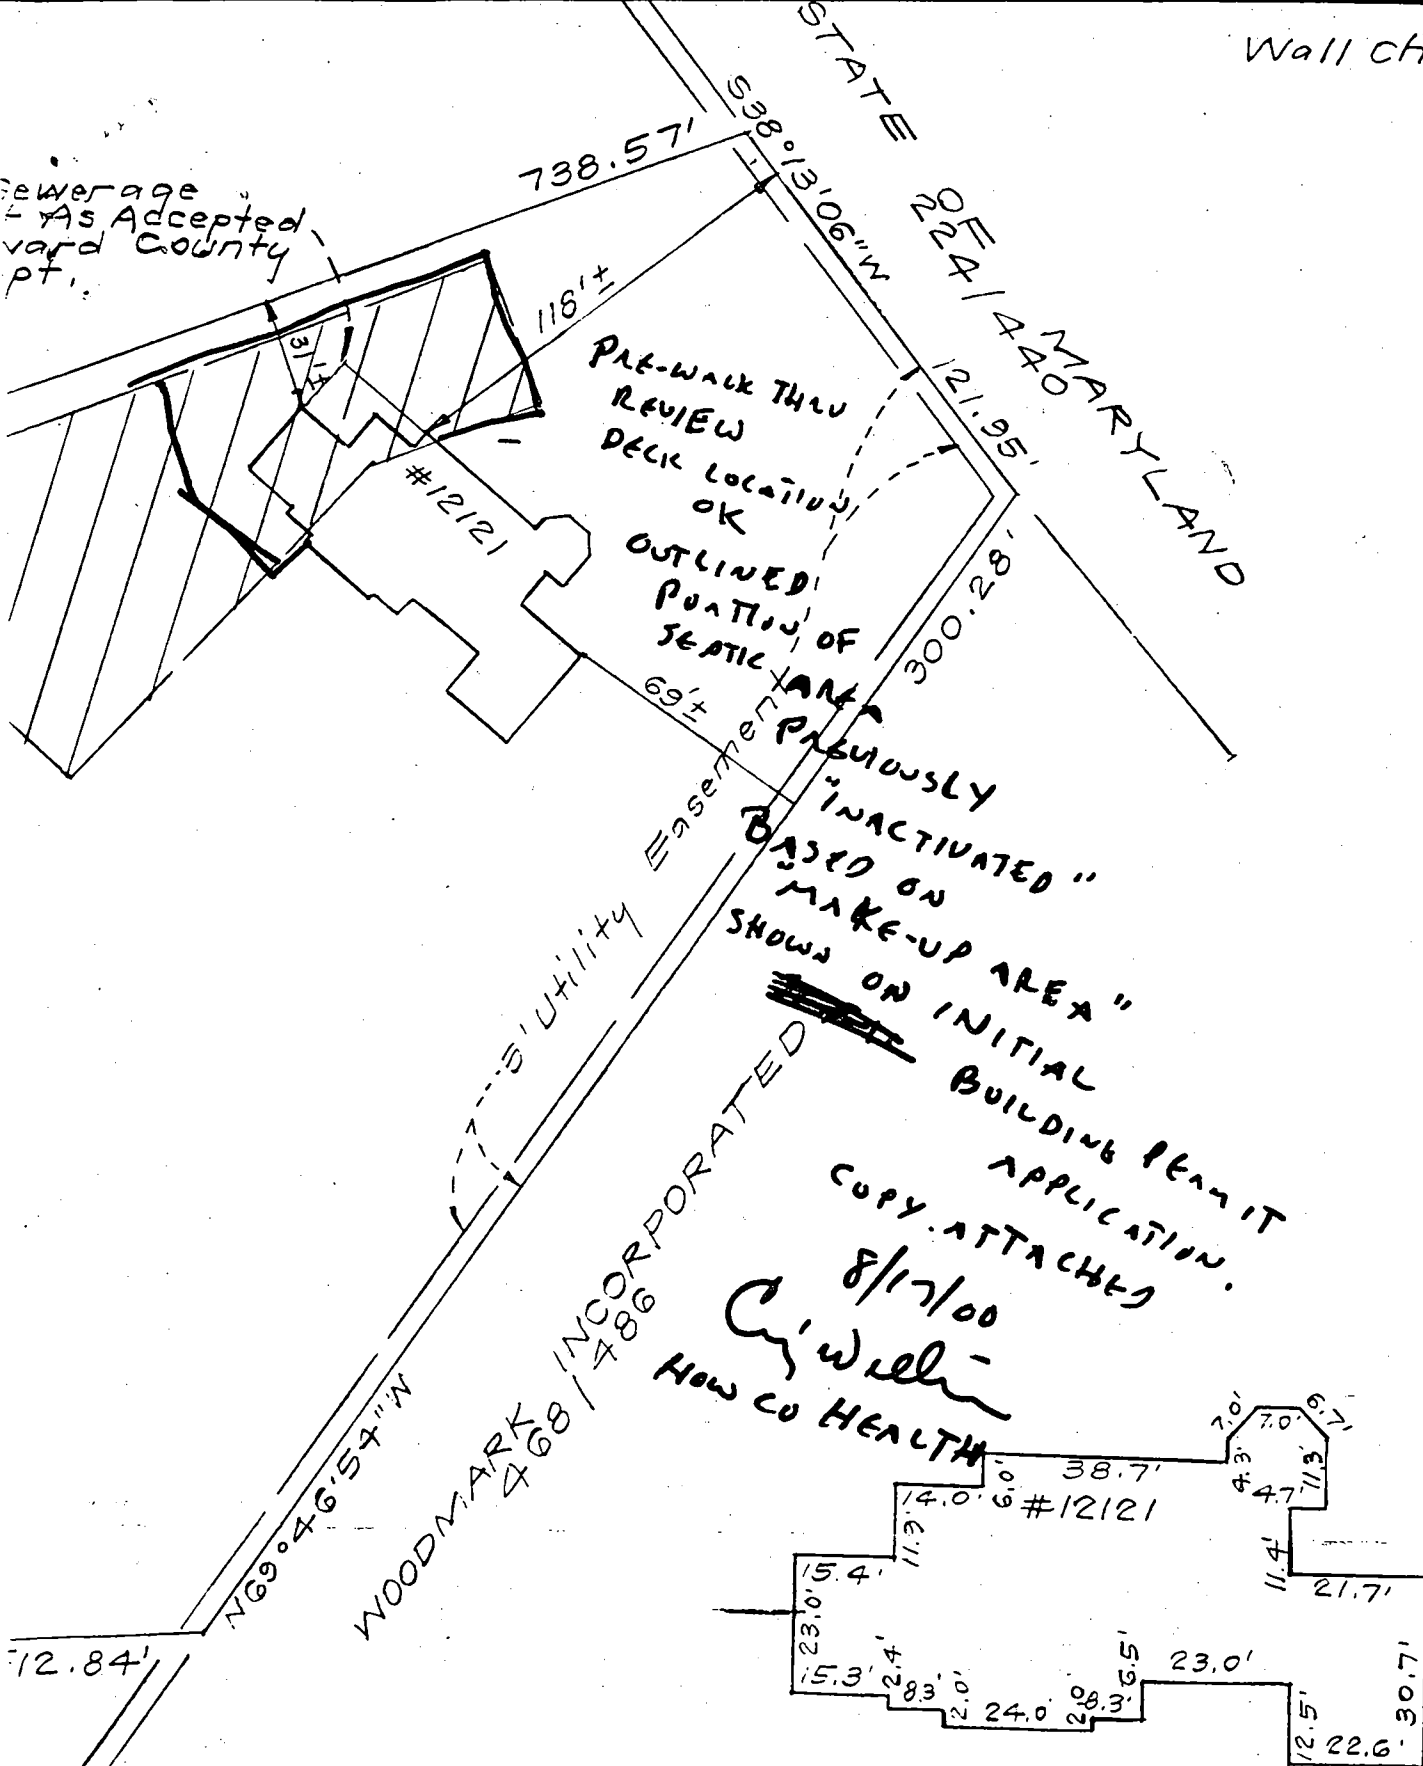 Wall Ch
STATE OF MARYLAND
224/440
S38°13'06"W
121.95'
738.57'
Sewerage
As Accepted
ward County
pt.
118'±
31'±
#12121
PRE-WALK THRU
REVIEW
DECK LOCATION
OK
OUTLINED
PORTION OF
SEPTIC AREA
PREVIOUSLY
"INACTIVATED"
BASED ON
"MAKE-UP AREA"
SHOWN ON INITIAL
BUILDING PERMIT
APPLICATION.
COPY ATTACHED
8/17/00
HOW CO HEALTH
300.28'
69'±
5' Utility Easement
WOODMARK INCORPORATED
468/486
N69°46'54"W
12.84'
7.0'
7.0'
6.7'
4.3'
11.3'
4.7'
38.7'
6.0'
14.0'
#12121
11.9'
11.4'
21.7'
15.4'
23.0'
15.3'
2.4'
8.3'
2.0'
24.0'
2.0
8.3'
6.5'
23.0'
12.5'
22.6'
30.7'